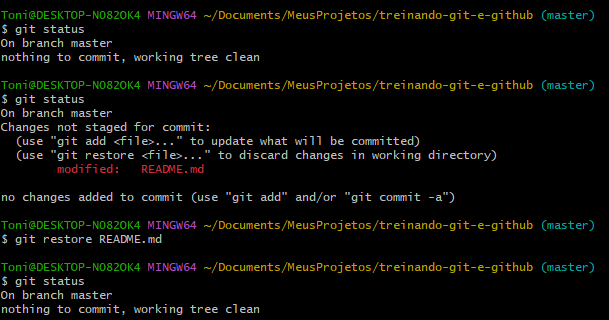 Toni@DESKTOP-NO82OK4 MINGW64 ~/Documents/MeusProjetos/treinando-git-e-github (master)
$ git status
On branch master
nothing to commit, working tree clean
Toni@DESKTOP-NO82OK4 MINGW64 ~/Documents/MeusProjetos/treinando-git-e-github (master)
$ git status
On branch master
Changes not staged for commit:
  (use "git add <file>..." to update what will be committed)
  (use "git restore <file>..." to discard changes in working directory)
        modified:   README.md
no changes added to commit (use "git add" and/or "git commit -a")
Toni@DESKTOP-NO82OK4 MINGW64 ~/Documents/MeusProjetos/treinando-git-e-github (master)
$ git restore README.md
Toni@DESKTOP-NO82OK4 MINGW64 ~/Documents/MeusProjetos/treinando-git-e-github (master)
$ git status
On branch master
nothing to commit, working tree clean